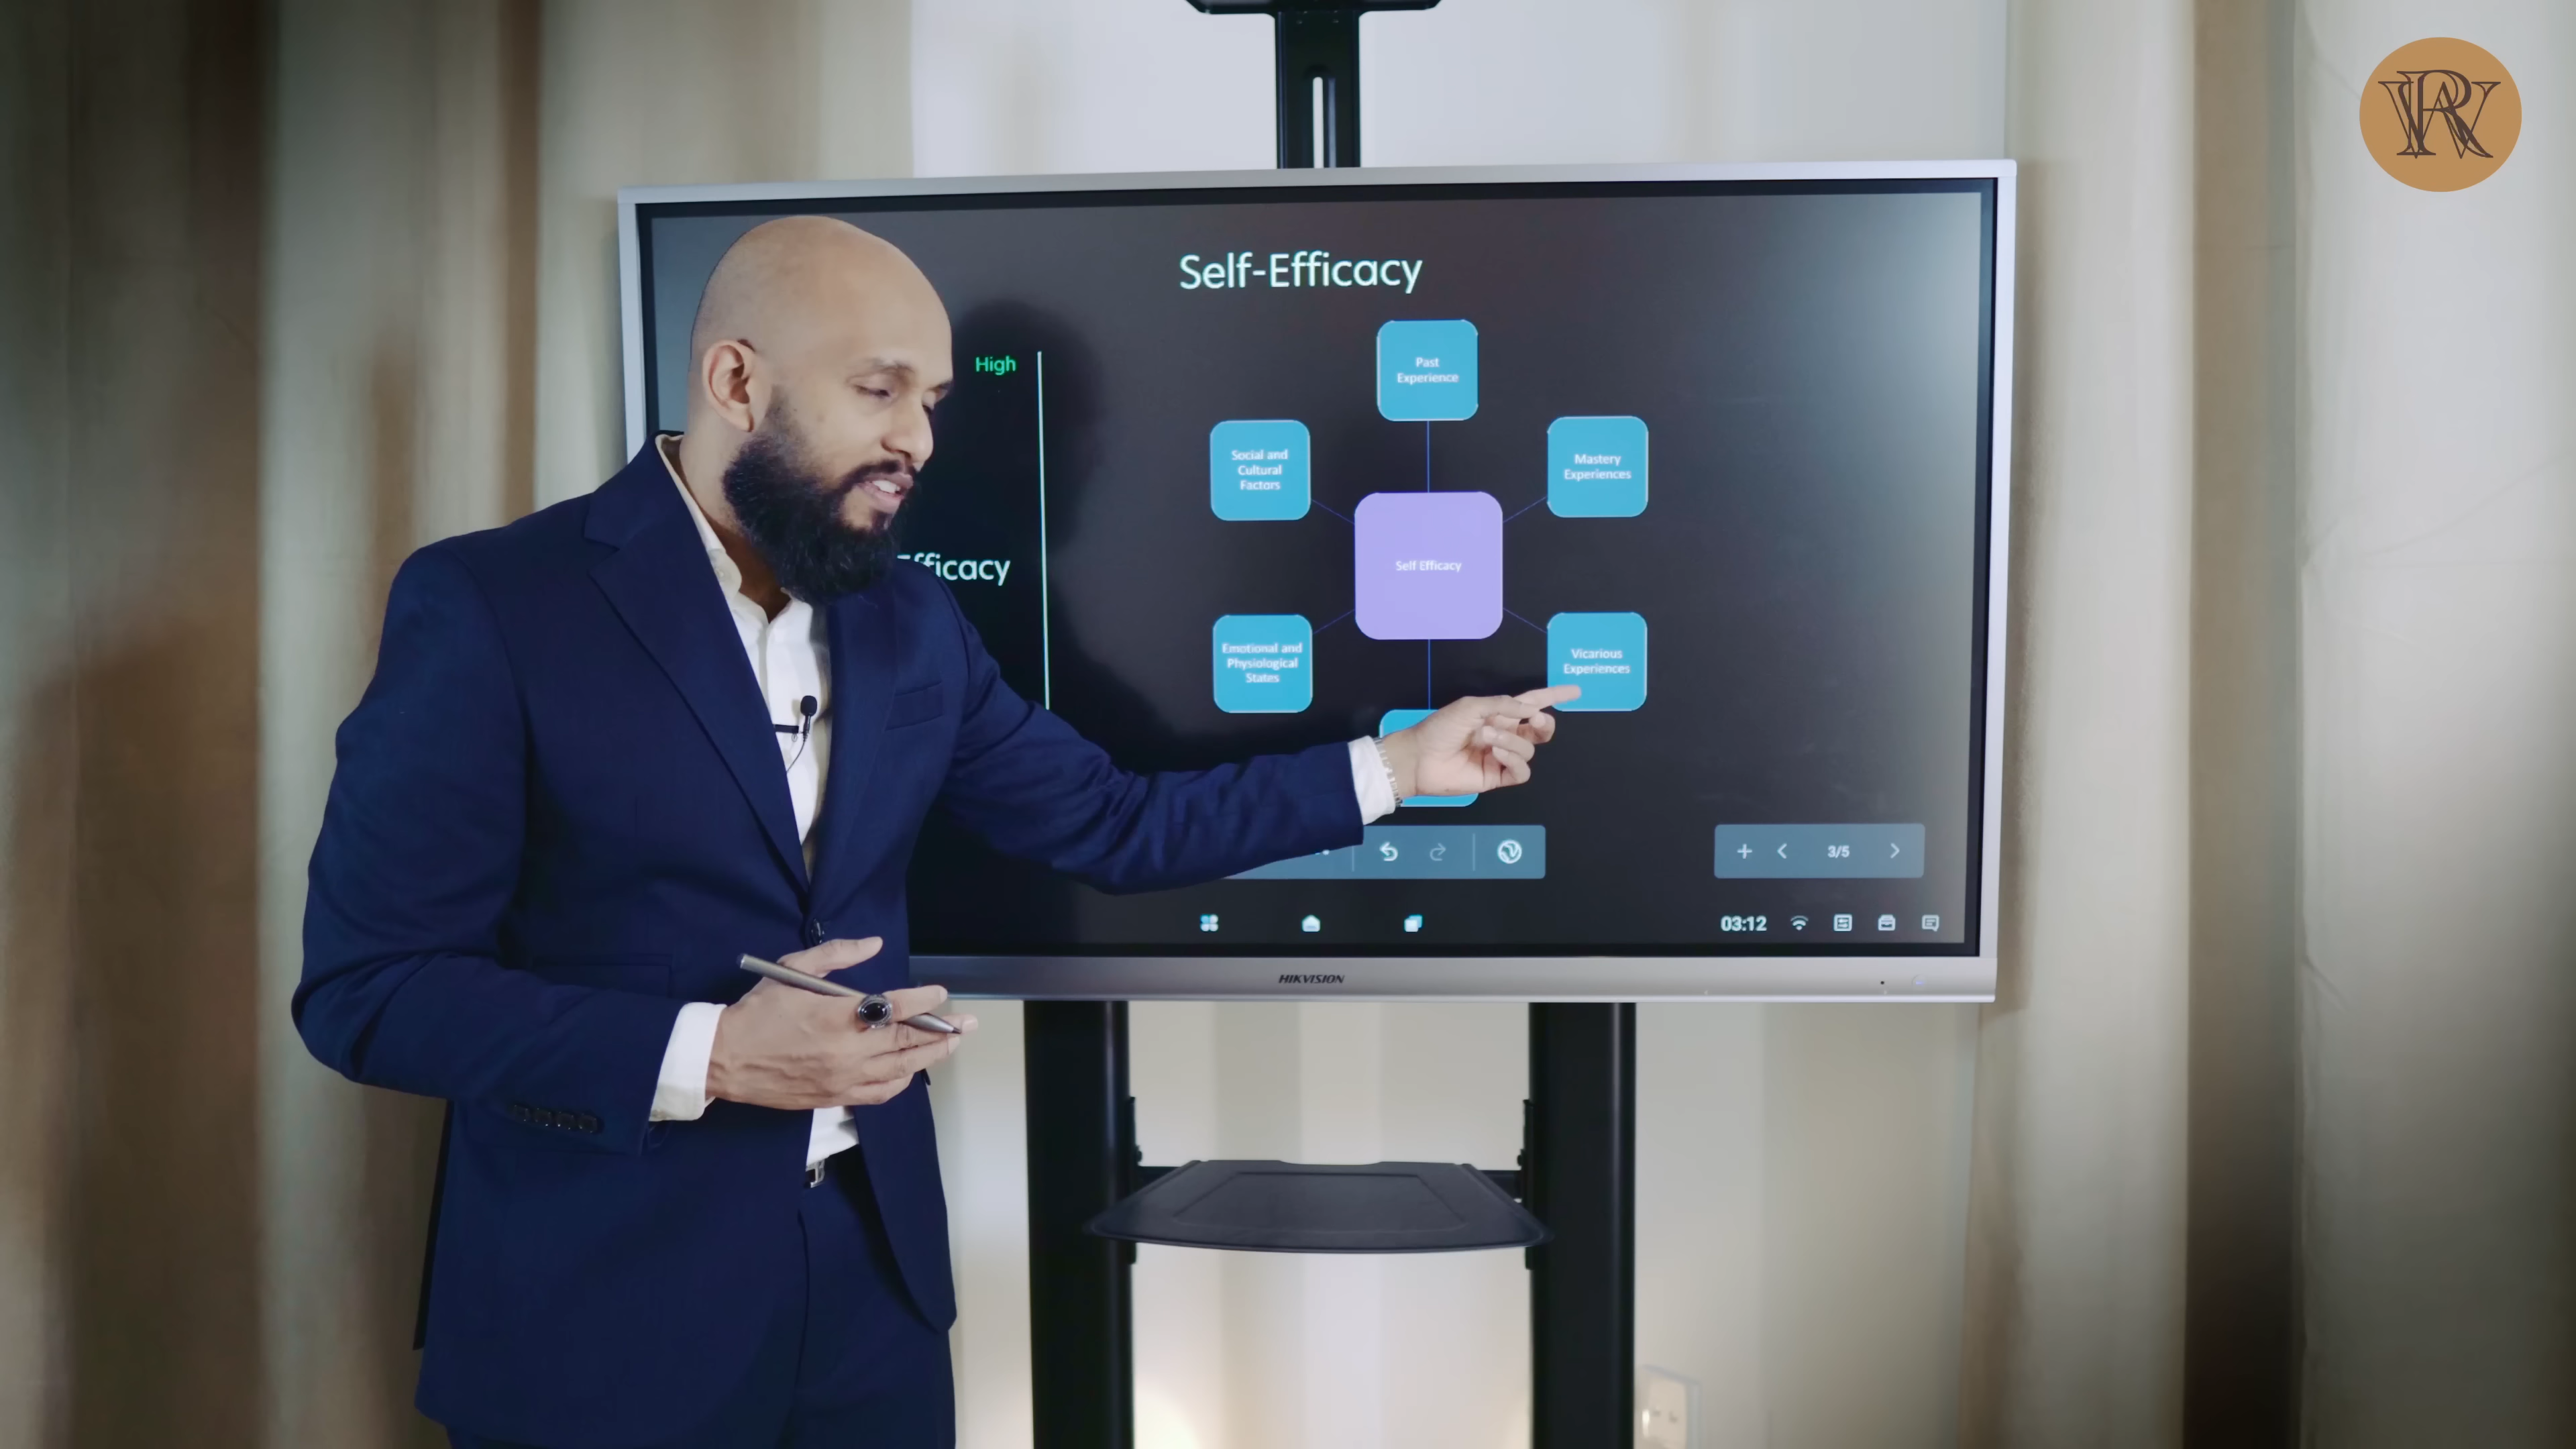 Self-Efficacy
High
Efficacy
Past
Experience
Social and
Cultural
Factors
Mastery
Experiences
Self Efficacy
Emotional and
Physiological
States
Vicarious
Experiences
3/5
03:12
HIKVISION